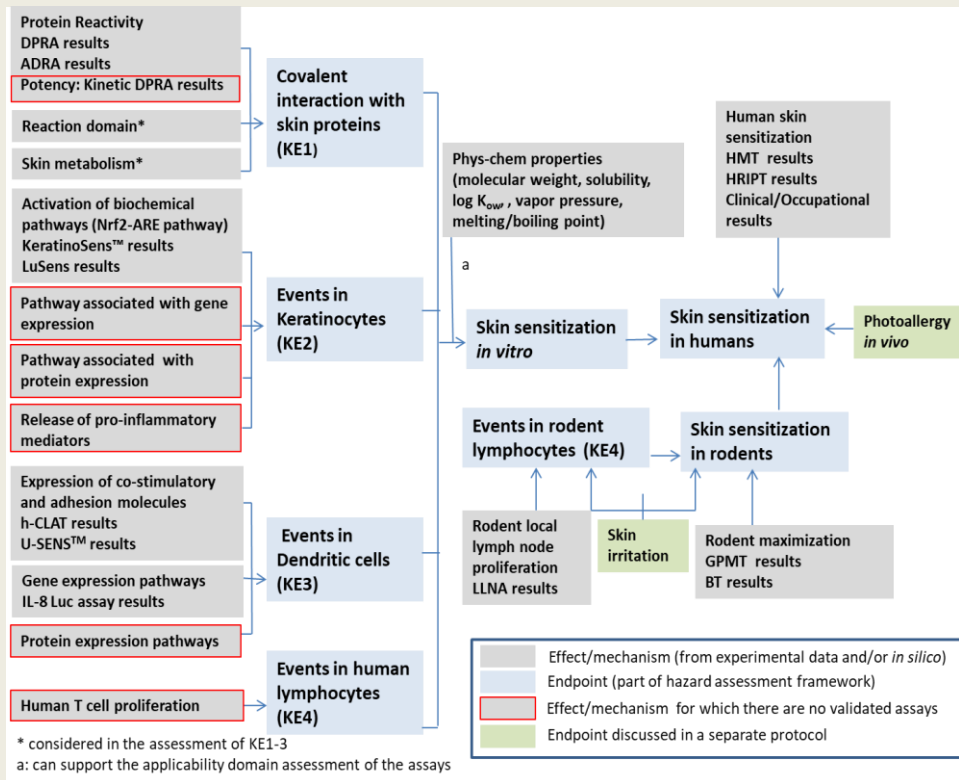 Protein Reactivity
DPRA results
ADRA results
Potency: Kinetic DPRA results
Reaction domain*
Skin metabolism*
Covalent
interaction with
skin proteins
(KE1)
Activation of biochemical
pathways (Nrf2-ARE pathway)
KeratinoSens™ results
LuSens results
Pathway associated with gene
expression
Pathway associated with
protein expression
Release of pro-inflammatory
mediators
Events in
Keratinocytes
(KE2)
Expression of co-stimulatory
and adhesion molecules
h-CLAT results
U-SENS™ results
Gene expression pathways
IL-8 Luc assay results
Protein expression pathways
Events in
Dendritic cells
(KE3)
Human T cell proliferation
Events in human
lymphocytes
(KE4)
* considered in the assessment of KE1-3
a: can support the applicability domain assessment of the assays
Phys-chem properties
(molecular weight, solubility,
log Kow, , vapor pressure,
melting/boiling point)
a
Skin sensitization
in vitro
Human skin
sensitization
HMT results
HRIPT results
Clinical/Occupational
results
Skin sensitization
in humans
Photoallergy
in vivo
Events in rodent
lymphocytes (KE4)
Skin sensitization
in rodents
Rodent local
lymph node
proliferation
LLNA results
Skin
irritation
Rodent maximization
GPMT results
BT results
Effect/mechanism (from experimental data and/or in silico)
Endpoint (part of hazard assessment framework)
Effect/mechanism for which there are no validated assays
Endpoint discussed in a separate protocol